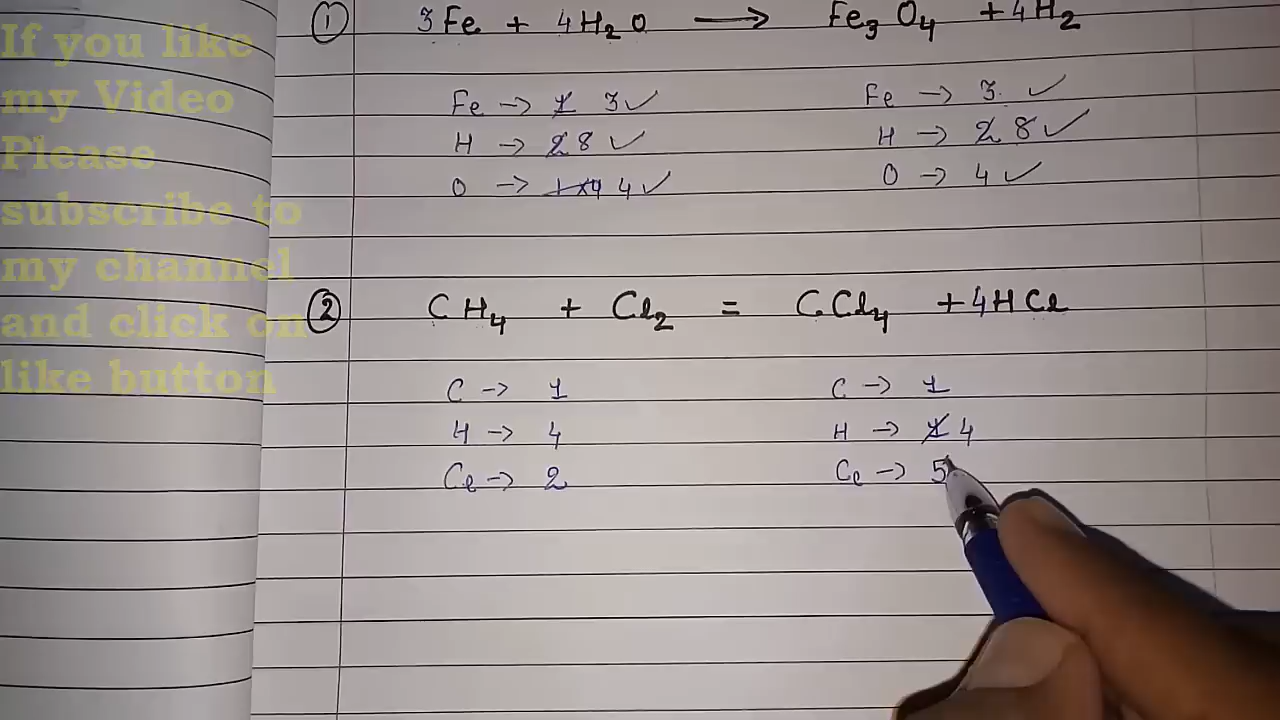 ① 3Fe + 4H₂O ⟶ Fe₃O₄ + 4H₂
Fe → 1 3✓ Fe → 3 ✓
H → 2 8 ✓ H → 2 8✓
O → 1×4 4✓ O → 4 ✓
② CH₄ + Cl₂ = CCl₄ + 4HCl
C → 1 C → 1
H → 4 H → 1 4
Cl → 2 Cl → 5
If you like
my Video
Please
subscribe to
my channel
and click on
like button